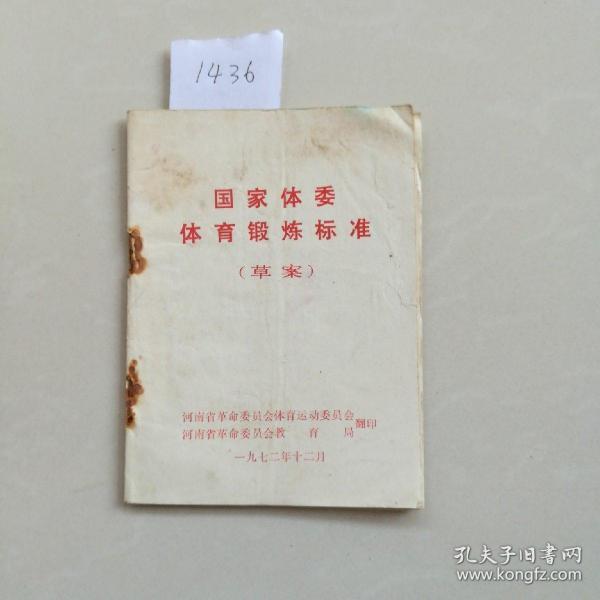 1436
国家体委
体育锻炼标准
(草案)
河南省革命委员会体育运动委员会
河南省革命委员会教 育 局 翻印
一九七二年十二月
孔夫子旧书网
www.kongfz.com